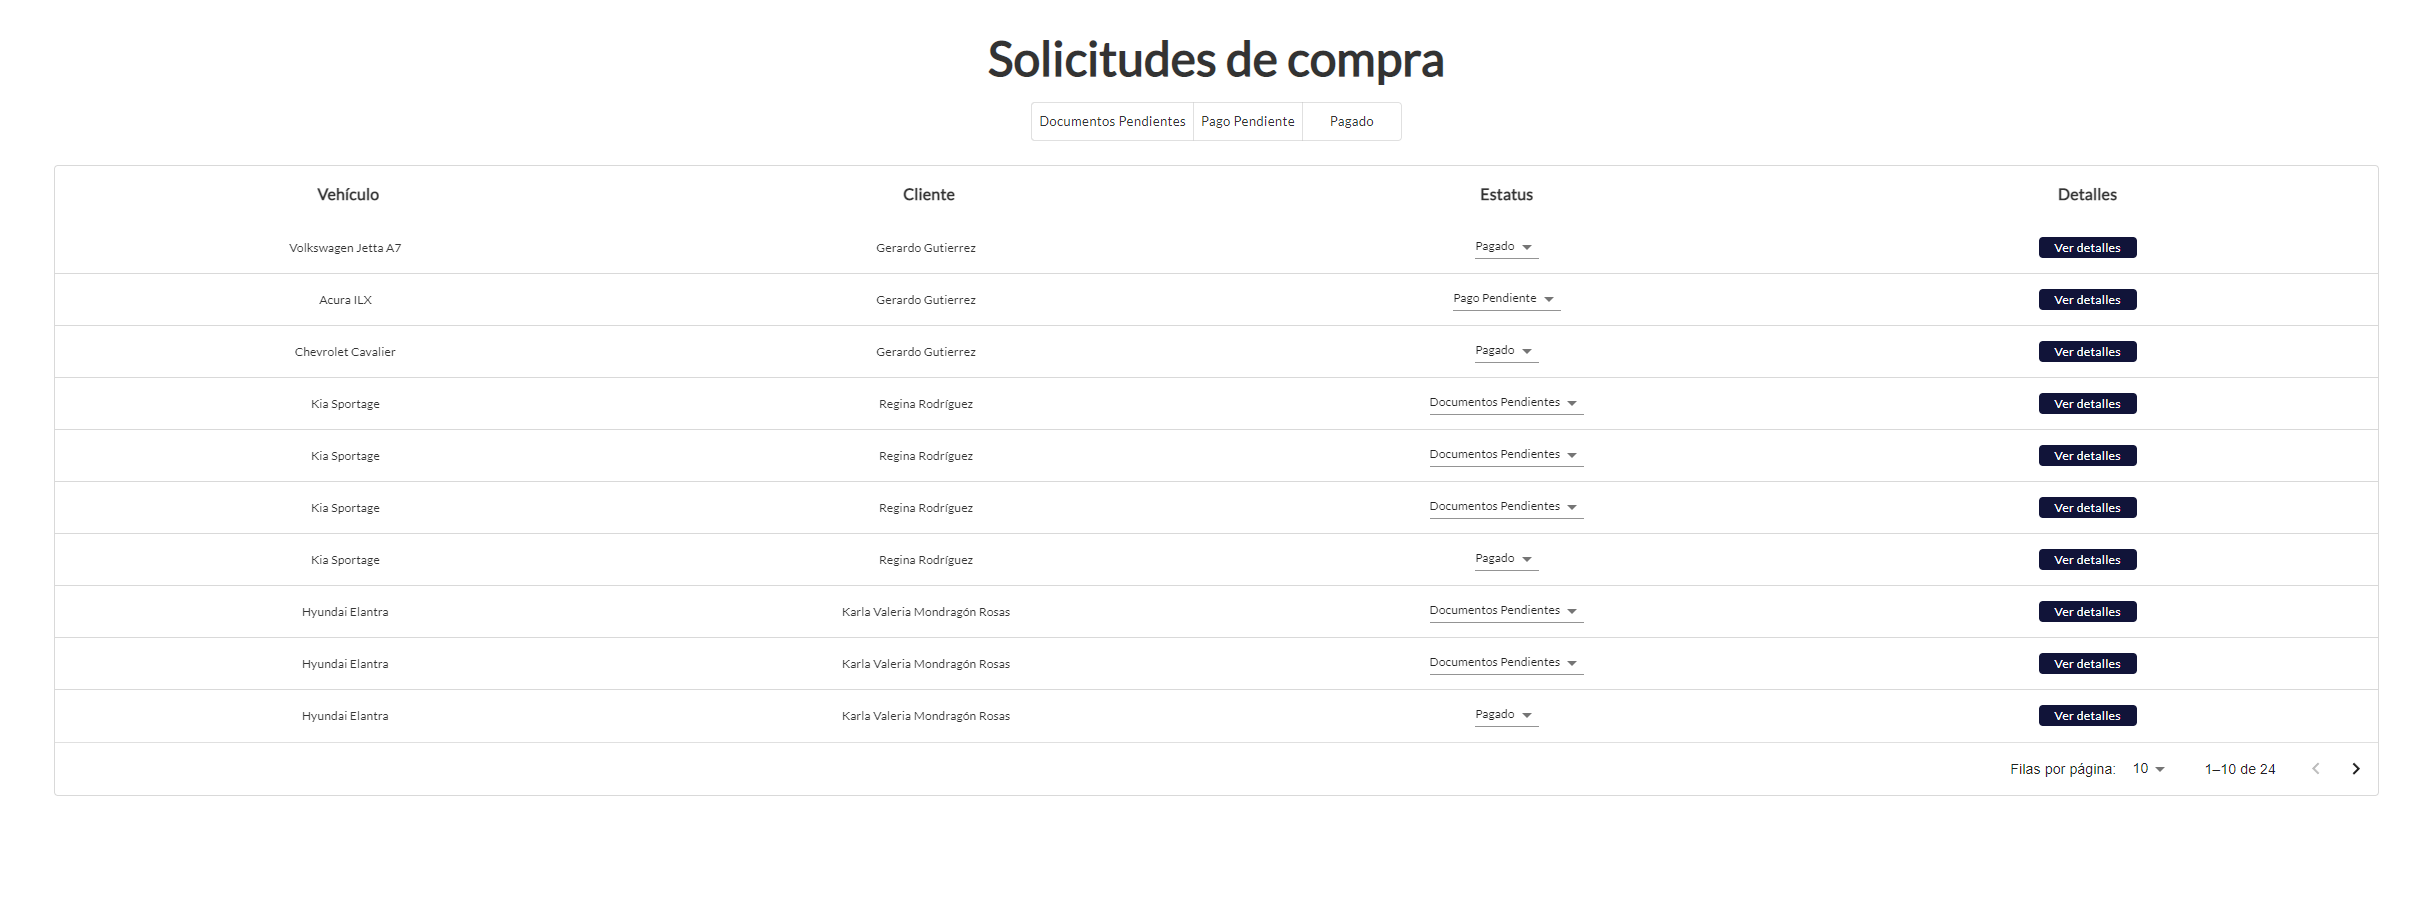 Solicitudes de compra
Documentos Pendientes Pago Pendiente Pagado
Vehículo Cliente Estatus Detalles
Volkswagen Jetta A7 Gerardo Gutierrez Pagado Ver detalles
Acura ILX Gerardo Gutierrez Pago Pendiente Ver detalles
Chevrolet Cavalier Gerardo Gutierrez Pagado Ver detalles
Kia Sportage Regina Rodríguez Documentos Pendientes Ver detalles
Kia Sportage Regina Rodríguez Documentos Pendientes Ver detalles
Kia Sportage Regina Rodríguez Documentos Pendientes Ver detalles
Kia Sportage Regina Rodríguez Pagado Ver detalles
Hyundai Elantra Karla Valeria Mondragón Rosas Documentos Pendientes Ver detalles
Hyundai Elantra Karla Valeria Mondragón Rosas Documentos Pendientes Ver detalles
Hyundai Elantra Karla Valeria Mondragón Rosas Pagado Ver detalles
Filas por página: 10 1–10 de 24